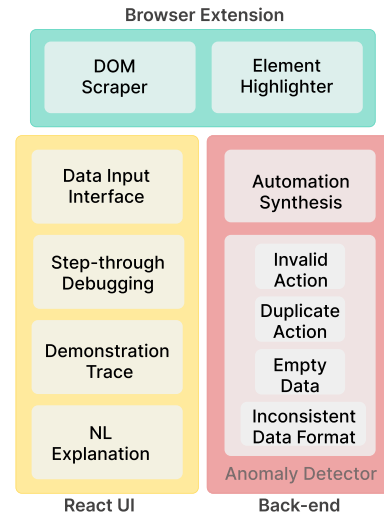 Browser Extension
DOM
Scraper
Element
Highlighter
Data Input
Interface
Step-through
Debugging
Demonstration
Trace
NL
Explanation
React UI
Automation
Synthesis
Invalid
Action
Duplicate
Action
Empty
Data
Inconsistent
Data Format
Anomaly Detector
Back-end